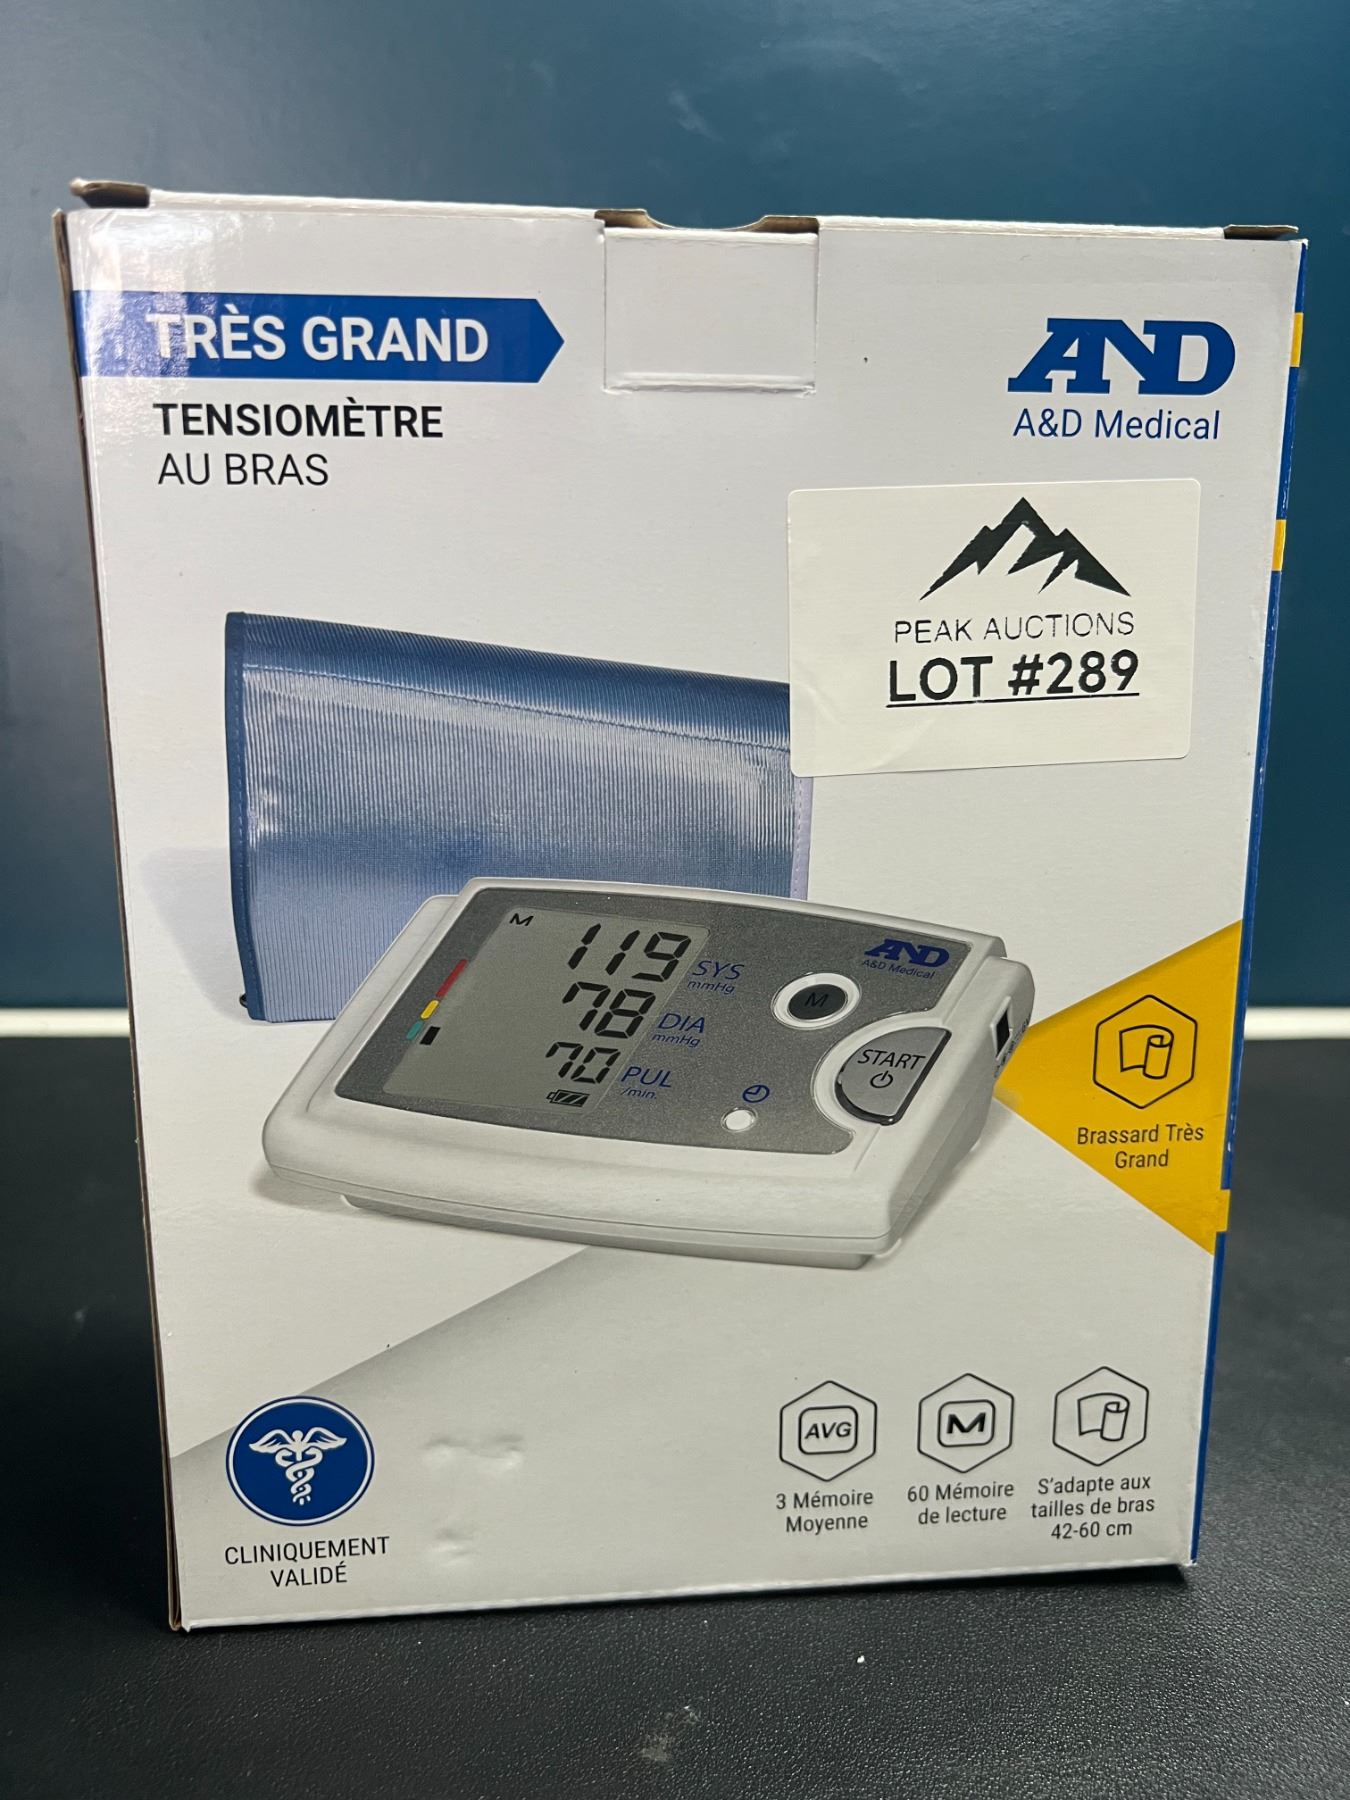 TRÈS GRAND
TENSIOMÈTRE
AU BRAS
AND
A&D Medical
PEAK AUCTIONS
LOT #289
M
119
SYS
mmHg
78
DIA
mmHg
70
PUL
/min.
AND
A&D Medical
M
START
Brassard Très
Grand
CLINIQUEMENT
VALIDÉ
AVG
3 Mémoire
Moyenne
M
60 Mémoire
de lecture
S'adapte aux
tailles de bras
42-60 cm